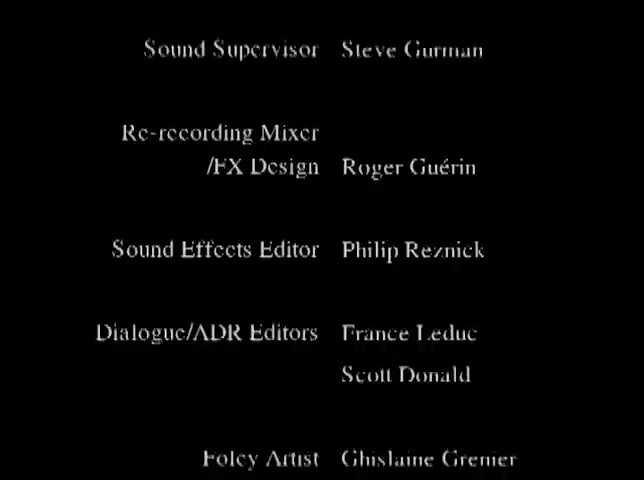 Sound Supervisor Steve Gurman
Re-recording Mixer
/FX Design Roger Guérin
Sound Effects Editor Philip Reznick
Dialogue/ADR Editors France Leduc
Scott Donald
Foley Artist Ghislaine Grenier